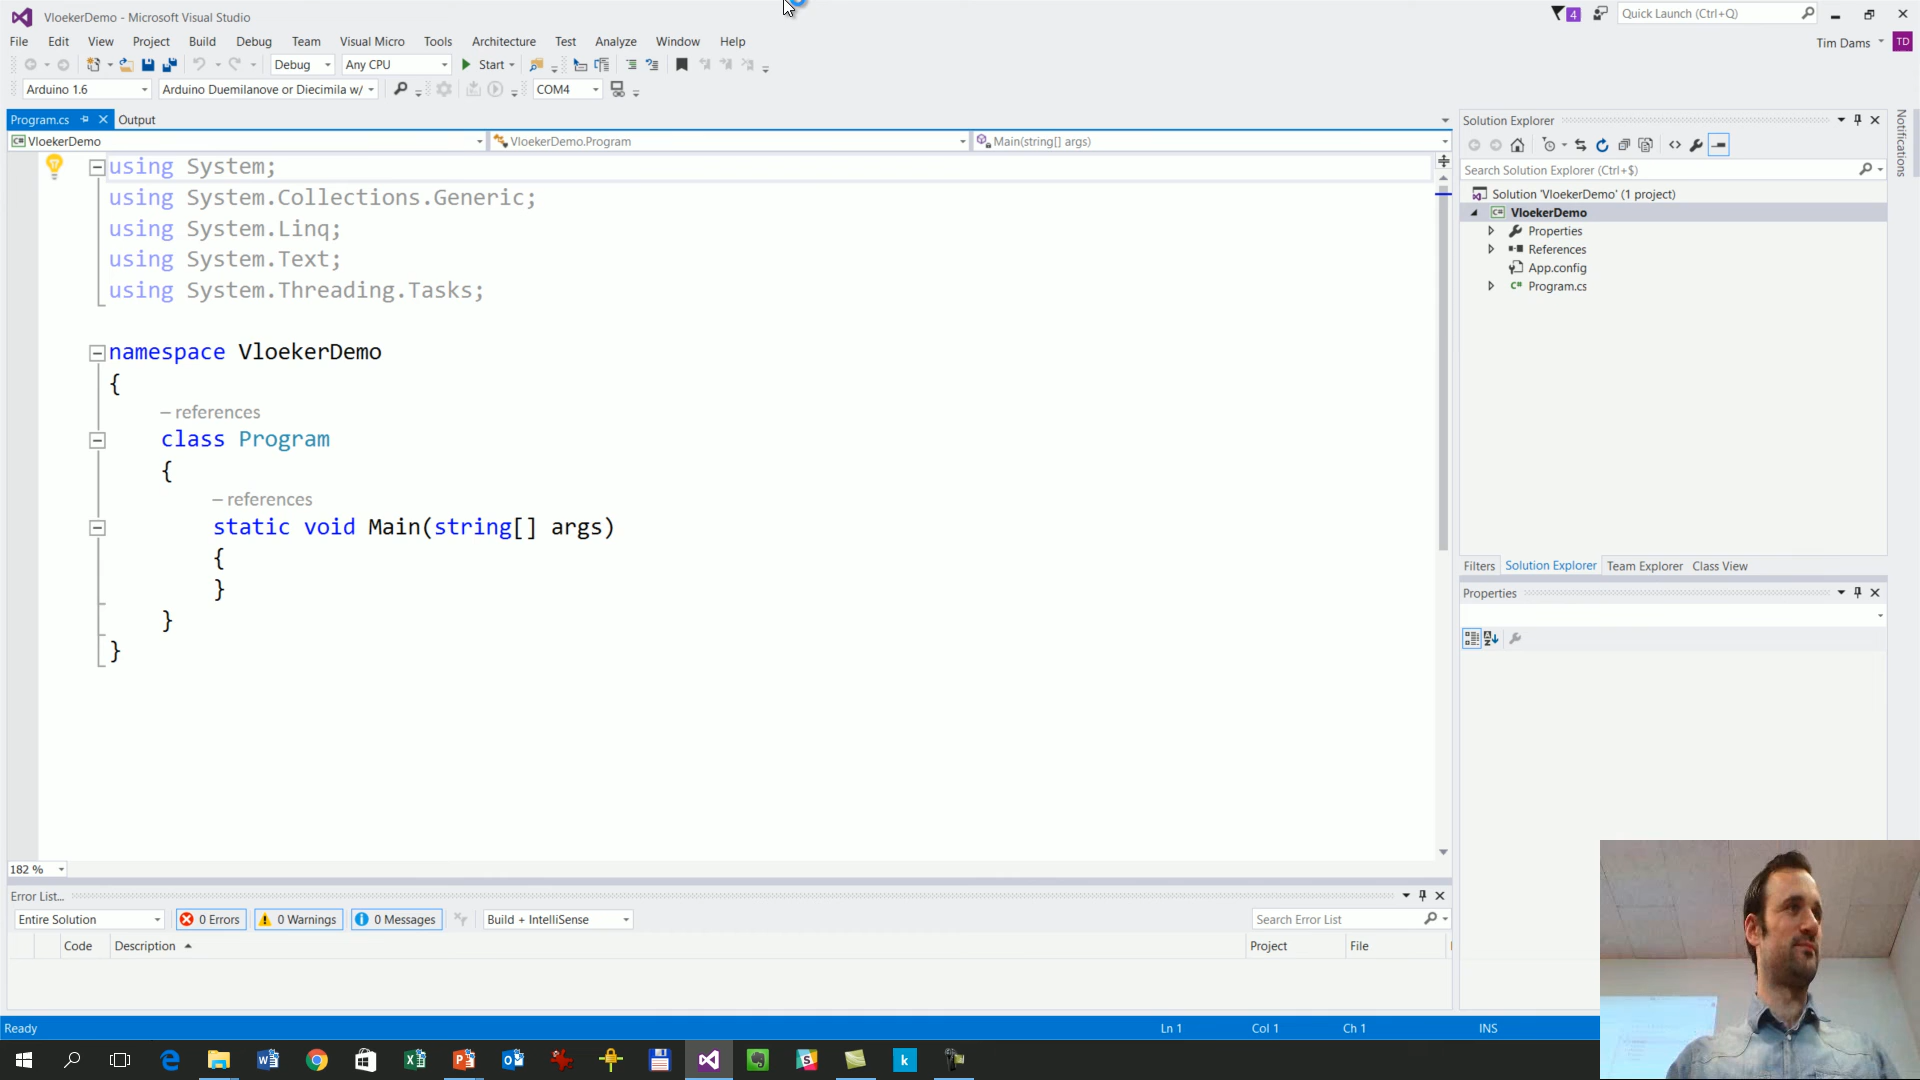 VloekerDemo - Microsoft Visual Studio
4
Quick Launch (Ctrl+Q)
File Edit View Project Build Debug Team Visual Micro Tools Architecture Test Analyze Window Help
Tim Dams TD
Debug Any CPU Start
Arduino 1.6 Arduino Duemilanove or Diecimila w/ COM4
Program.cs Output
VloekerDemo VloekerDemo.Program Main(string[] args)
using System;
using System.Collections.Generic;
using System.Linq;
using System.Text;
using System.Threading.Tasks;
namespace VloekerDemo
{
– references
class Program
{
– references
static void Main(string[] args)
{
}
}
}
182 %
Solution Explorer
Search Solution Explorer (Ctrl+$)
Solution 'VloekerDemo' (1 project)
VloekerDemo
Properties
References
App.config
Program.cs
Filters Solution Explorer Team Explorer Class View
Properties
Notifications
Error List...
Entire Solution 0 Errors 0 Warnings 0 Messages Build + IntelliSense Search Error List
Code Description Project File
Ready Ln 1 Col 1 Ch 1 INS